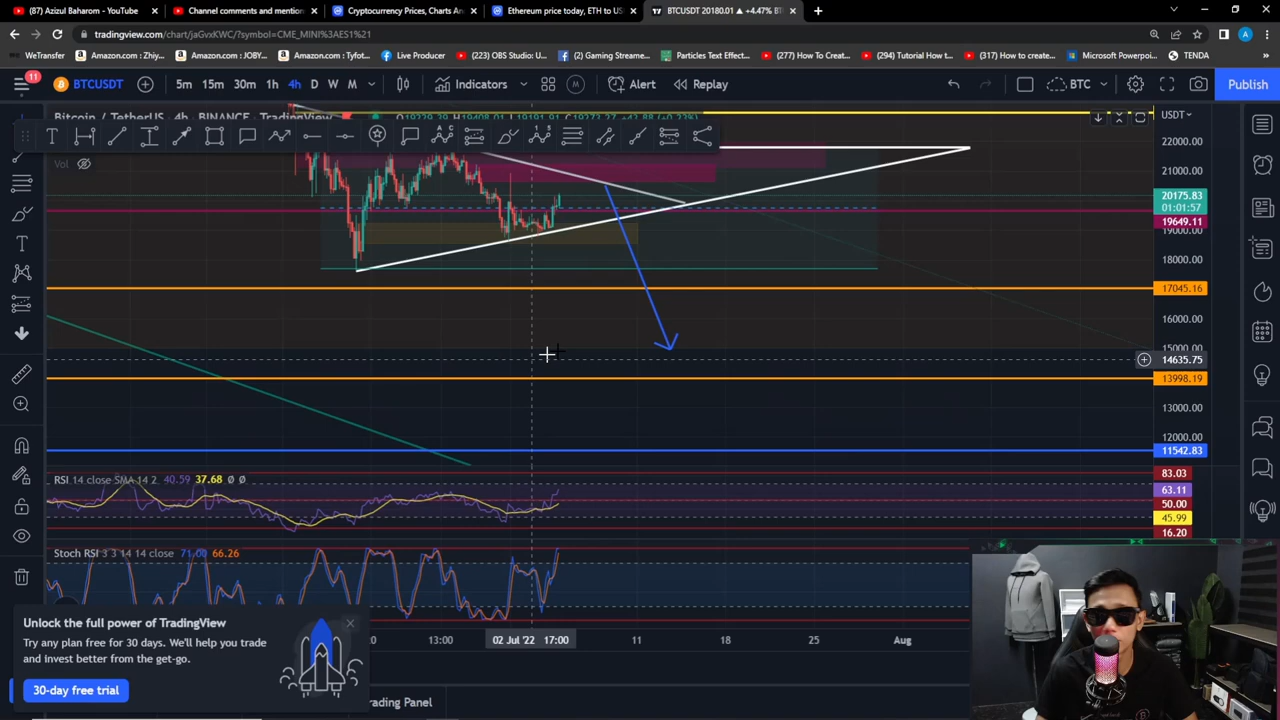 (87) Azizul Baharom - YouTube
Channel comments and mention
Cryptocurrency Prices, Charts An
Ethereum price today, ETH to US
BTCUSDT 20180.01 ▲ +4.47% B
tradingview.com/chart/jaGvxKWC/?symbol=CME_MINI%3AES1%21
WeTransfer
Amazon.com : Zhiy...
Amazon.com: JOBY...
Amazon.com : Tyfot...
Live Producer
(223) OBS Studio: U...
(2) Gaming Streame...
Particles Text Effect...
(277) How To Create...
(294) Tutorial How t...
(317) How to create...
Microsoft Powerpoi...
TENDA
11
BTCUSDT
5m 15m 30m 1h 4h D W M
Indicators
Alert
Replay
BTC
Publish
Bitcoin / TetherUS · 4h · BINANCE · TradingView
USDT
Vol
22000.00
21000.00
20175.83
01:01:57
19649.11
19000.00
18000.00
17045.16
16000.00
15000.00
14635.75
13998.19
13000.00
12000.00
11542.83
RSI 14 close SMA 14 2 40.59 37.68 Ø Ø
83.03
63.11
50.00
45.99
16.20
Stoch RSI 3 3 14 14 close 71.00 66.26
Unlock the full power of TradingView
Try any plan free for 30 days. We'll help you trade
and invest better from the get-go.
30-day free trial
20
13:00
02 Jul '22 17:00
11
18
25
Aug
rading Panel